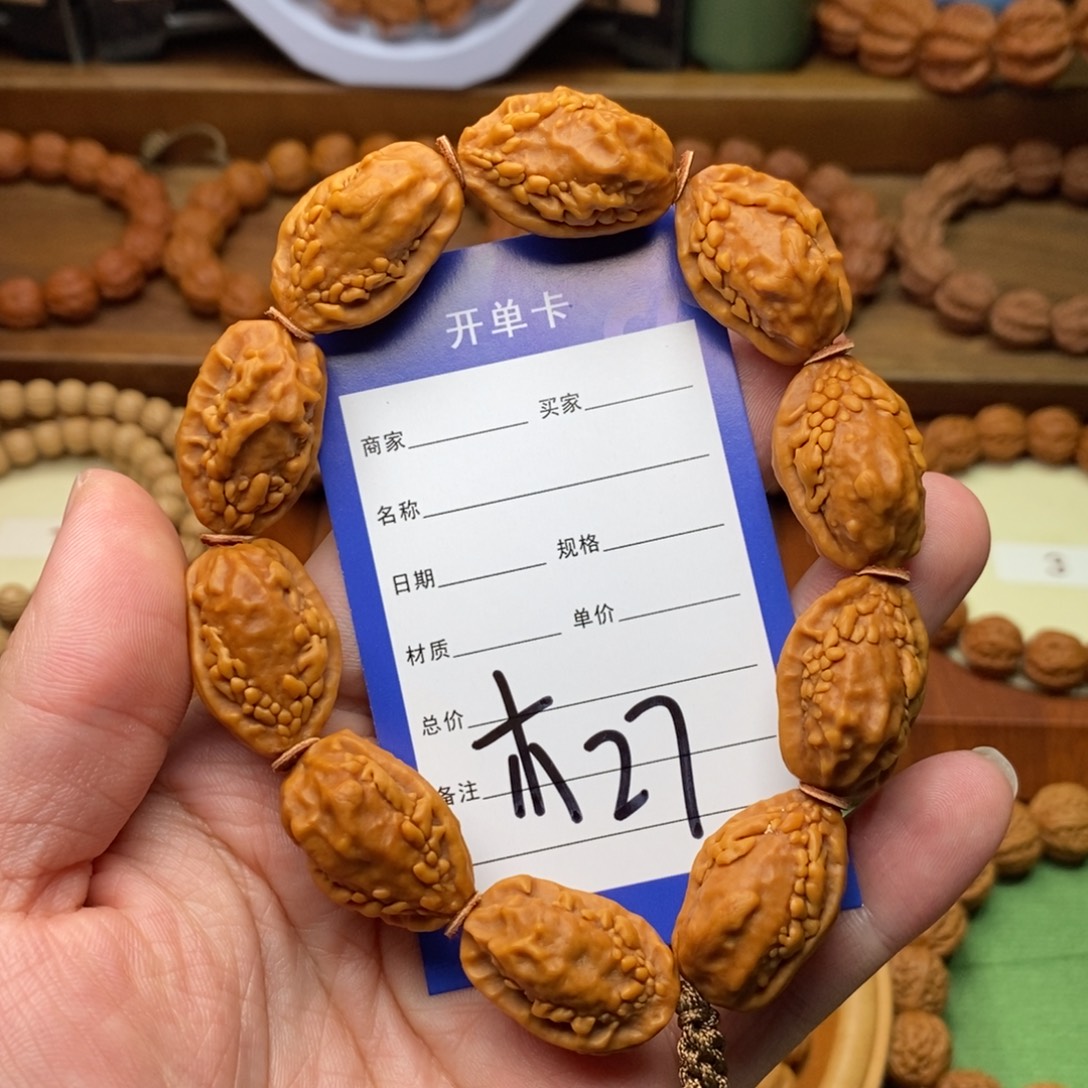 开单卡
商家 买家
名称
日期 规格
材质 单价
总价
备注
木27
3